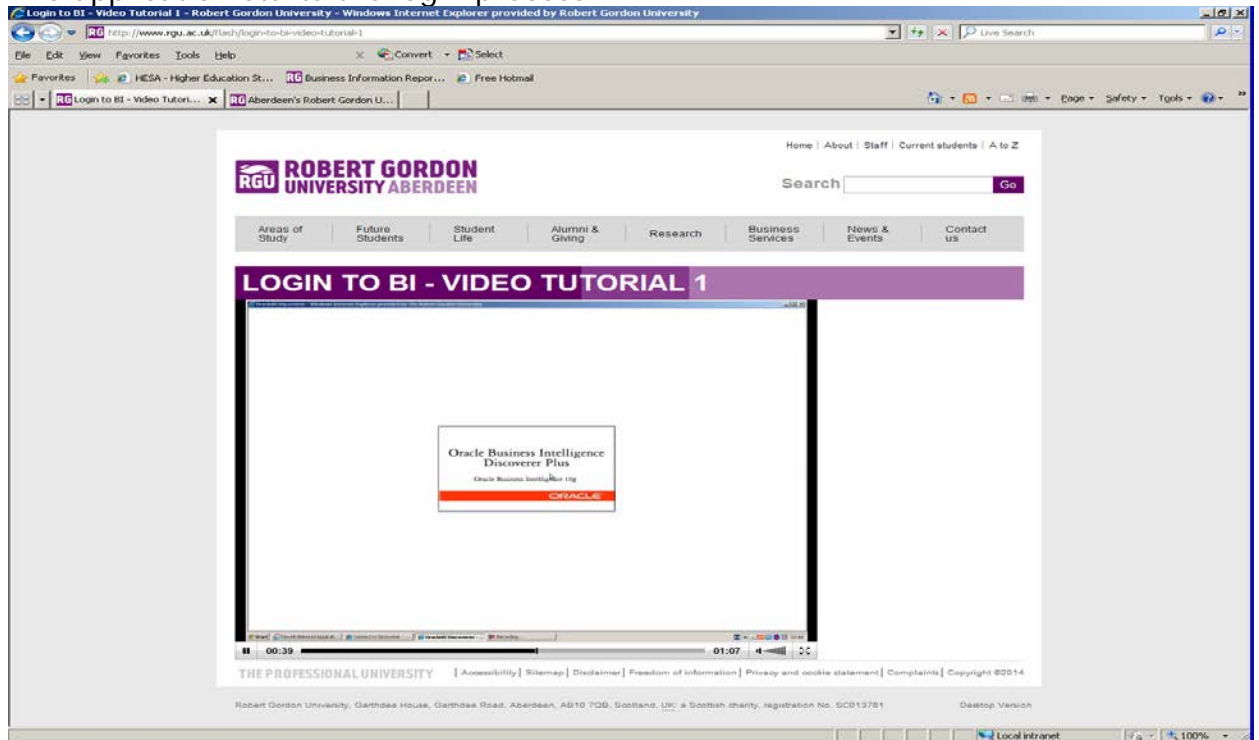 Login to BI - Video Tutorial 1 - Robert Gordon University - Windows Internet Explorer provided by Robert Gordon University
http://www.rgu.ac.uk/flash/login-to-bi-video-tutorial-1
Live Search
File Edit View Favorites Tools Help
Convert Select
Favorites HESA - Higher Education St... Business Information Repor... Free Hotmail
Login to BI - Video Tutori... Aberdeen's Robert Gordon U...
Page Safety Tools
Home | About | Staff | Current students | A to Z
RGU ROBERT GORDON UNIVERSITY ABERDEEN
Search Go
Areas of Study Future Students Student Life Alumni & Giving Research Business Services News & Events Contact us
LOGIN TO BI - VIDEO TUTORIAL 1
Oracle Business Intelligence
Discoverer Plus
Oracle Business Intelligence 10g
ORACLE
00:39 01:07
THE PROFESSIONAL UNIVERSITY | Accessibility | Sitemap | Disclaimer | Freedom of information | Privacy and cookie statement | Complaints | Copyright ©2014
Robert Gordon University, Garthdee House, Garthdee Road, Aberdeen, AB10 7QB, Scotland, UK: a Scottish charity, registration No. SC013781 Desktop Version
Local intranet 100%